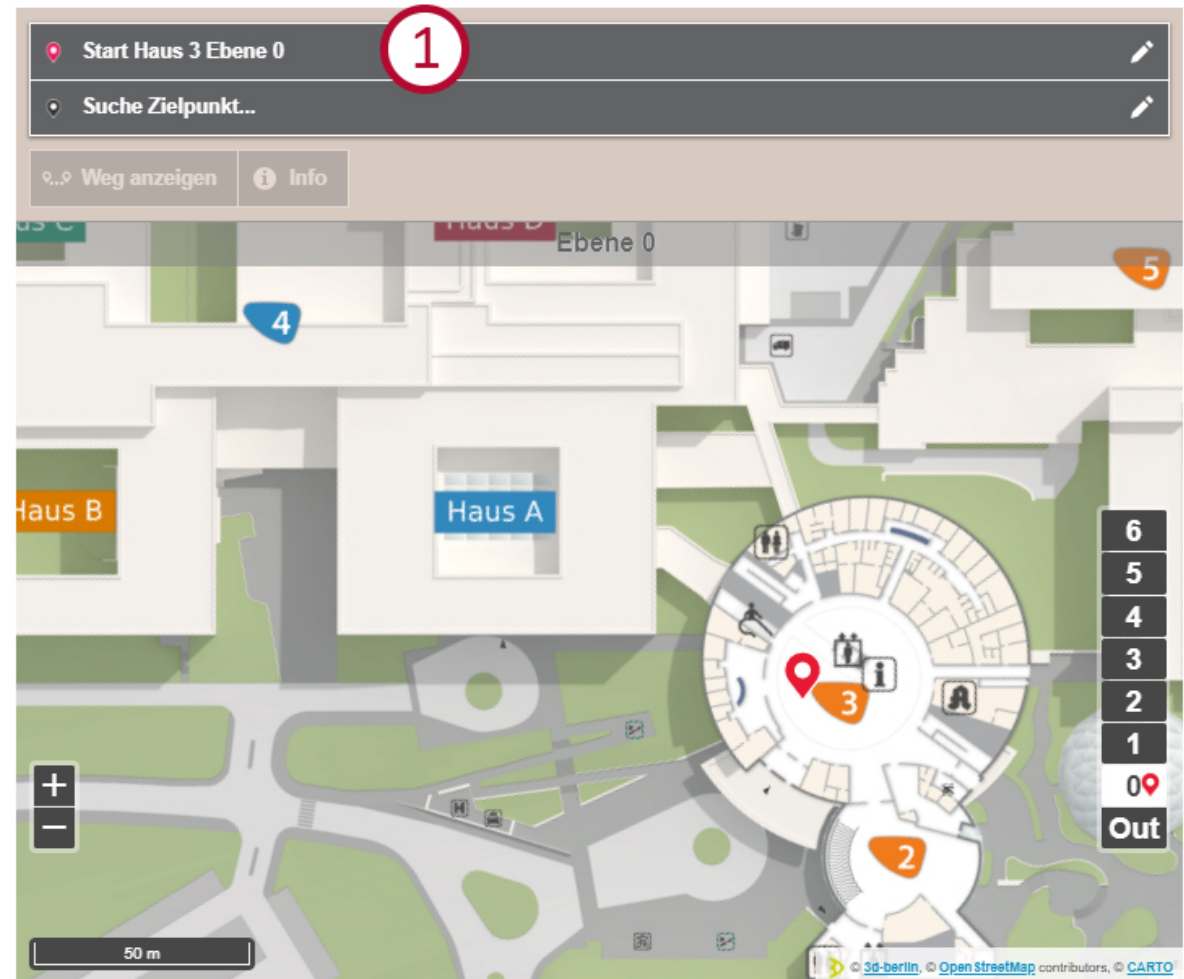 Start Haus 3 Ebene 0
1
Suche Zielpunkt...
Weg anzeigen
Info
Haus D
Ebene 0
5
4
Haus B
Haus A
6
5
4
3
2
1
0
Out
3
2
H
+
−
50 m
© 3d-berlin, © OpenStreetMap contributors, © CARTO